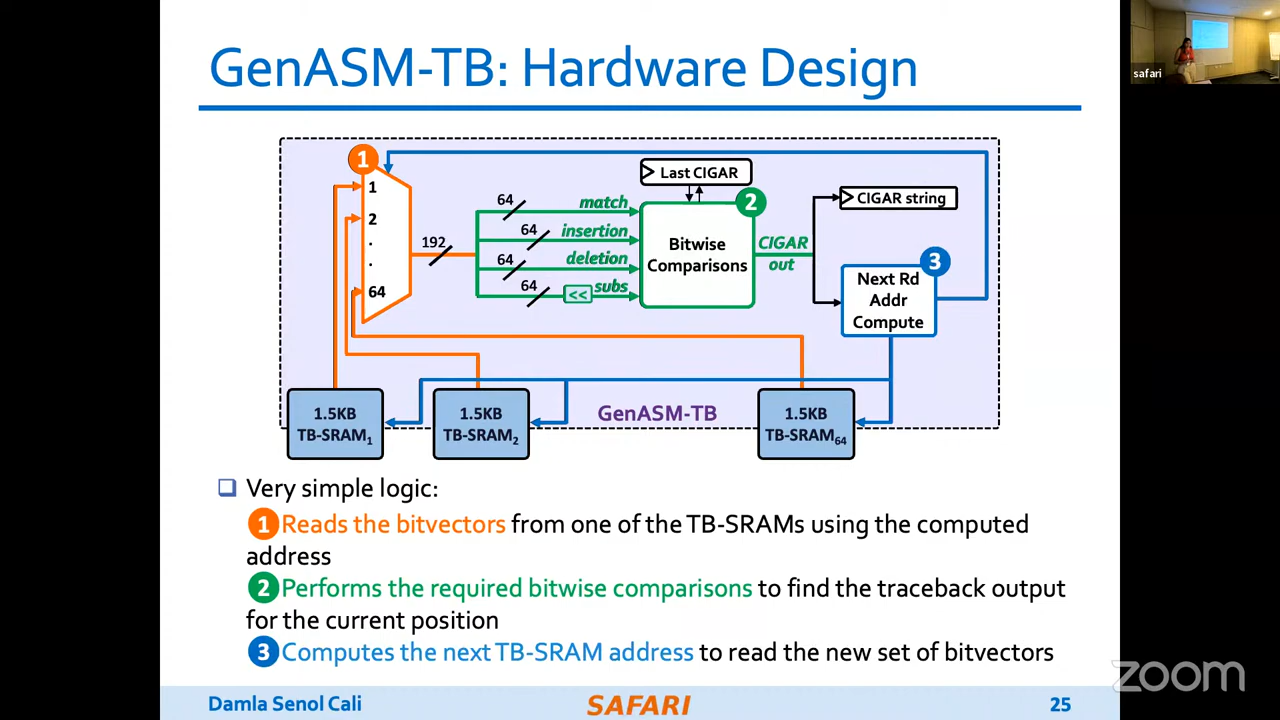 GenASM-TB: Hardware Design
safari
1
1
2
.
.
64
192
64
match
64
insertion
64
deletion
64
<<
subs
Last CIGAR
2
Bitwise
Comparisons
CIGAR
out
CIGAR string
3
Next Rd
Addr
Compute
1.5KB
TB-SRAM1
1.5KB
TB-SRAM2
GenASM-TB
1.5KB
TB-SRAM64
Very simple logic:
1 Reads the bitvectors from one of the TB-SRAMs using the computed
address
2 Performs the required bitwise comparisons to find the traceback output
for the current position
3 Computes the next TB-SRAM address to read the new set of bitvectors
zoom
Damla Senol Cali
SAFARI
25